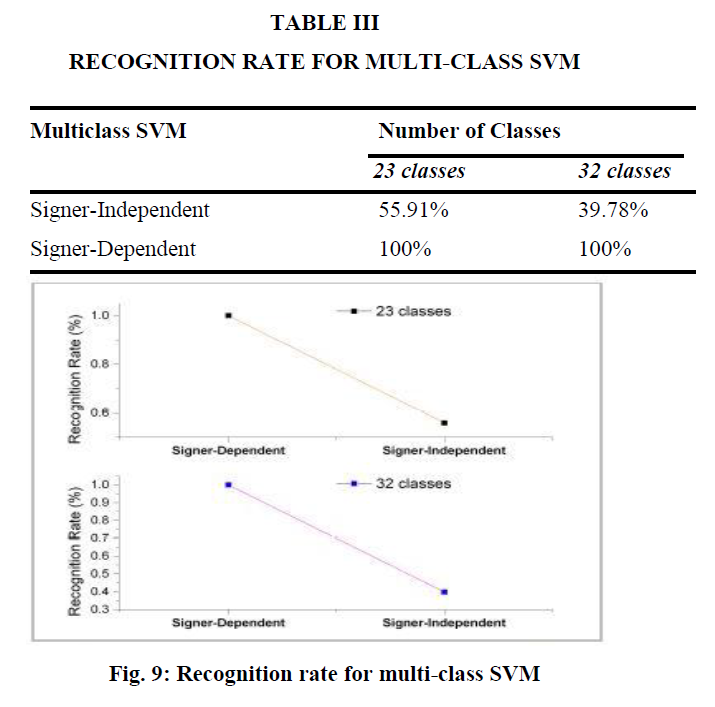 TABLE III
RECOGNITION RATE FOR MULTI-CLASS SVM
Multiclass SVM Number of Classes
23 classes 32 classes
Signer-Independent 55.91% 39.78%
Signer-Dependent 100% 100%
Recognition Rate (%)
1.0
0.8
0.6
23 classes
Signer-Dependent Signer-Independent
Recognition Rate (%)
1.0
0.9
0.8
0.7
0.6
0.5
0.4
0.3
32 classes
Signer-Dependent Signer-Independent
Fig. 9: Recognition rate for multi-class SVM